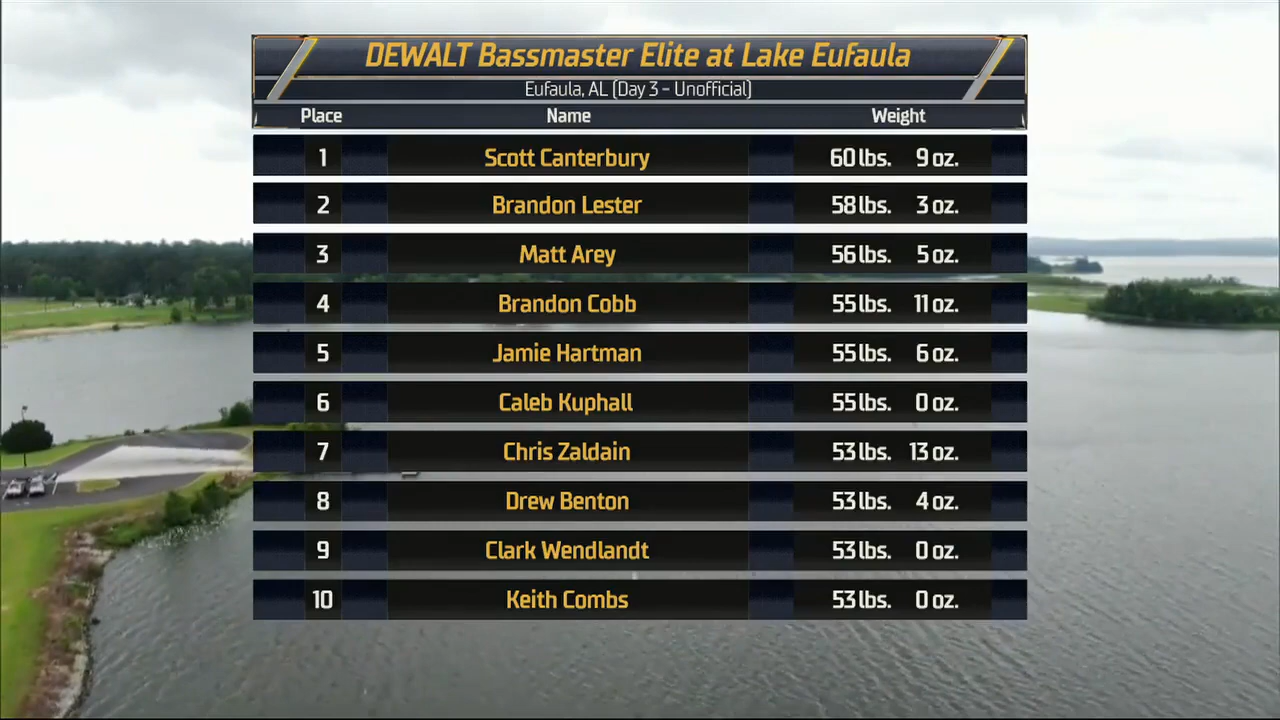 DEWALT Bassmaster Elite at Lake Eufaula
Eufaula, AL (Day 3 - Unofficial)
Place Name Weight
1 Scott Canterbury 60 lbs. 9 oz.
2 Brandon Lester 58 lbs. 3 oz.
3 Matt Arey 56 lbs. 5 oz.
4 Brandon Cobb 55 lbs. 11 oz.
5 Jamie Hartman 55 lbs. 6 oz.
6 Caleb Kuphall 55 lbs. 0 oz.
7 Chris Zaldain 53 lbs. 13 oz.
8 Drew Benton 53 lbs. 4 oz.
9 Clark Wendlandt 53 lbs. 0 oz.
10 Keith Combs 53 lbs. 0 oz.